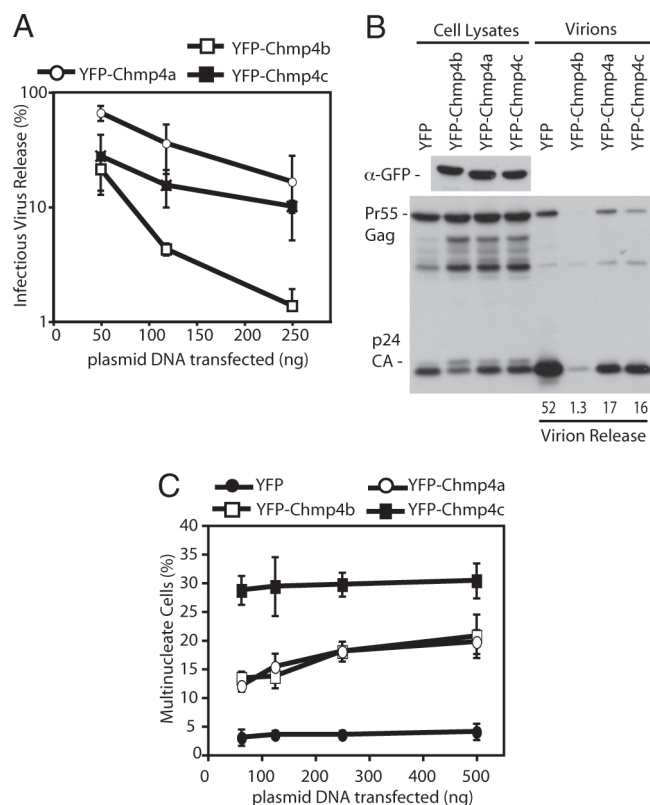 A
YFP-Chmp4b
YFP-Chmp4a
YFP-Chmp4c
Infectious Virus Release (%)
100
10
1
0 50 100 150 200 250
plasmid DNA transfected (ng)
B
Cell Lysates Virions
YFP YFP-Chmp4b YFP-Chmp4a YFP-Chmp4c YFP YFP-Chmp4b YFP-Chmp4a YFP-Chmp4c
α-GFP -
Pr55 -
Gag
p24
CA -
52 1.3 17 16
Virion Release
C
YFP YFP-Chmp4a
YFP-Chmp4b YFP-Chmp4c
Multinucleate Cells (%)
40
35
30
25
20
15
10
5
0
0 100 200 300 400 500
plasmid DNA transfected (ng)